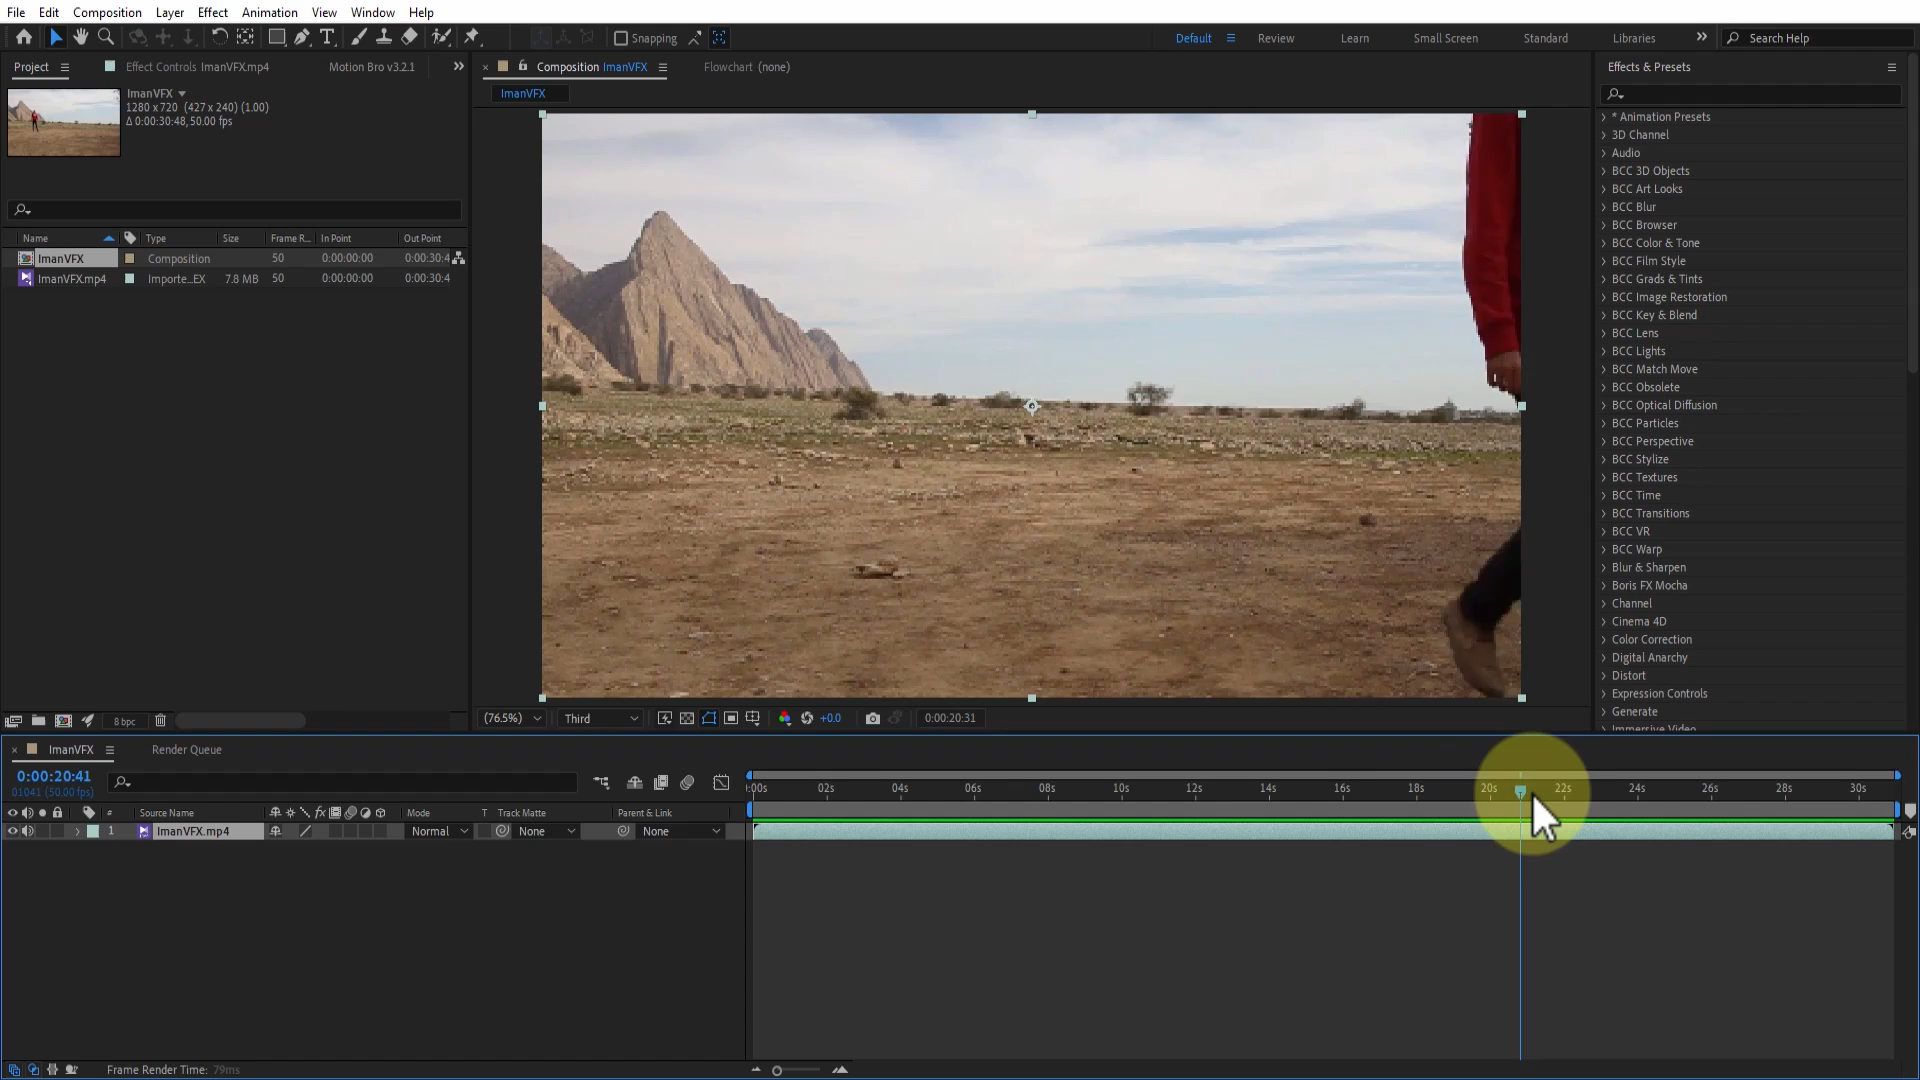 File Edit Composition Layer Effect Animation View Window Help
Snapping
Default Review Learn Small Screen Standard Libraries Search Help
Project Effect Controls ImanVFX.mp4 Motion Bro v3.2.1
Composition ImanVFX Flowchart (none)
Effects & Presets
ImanVFX
1280 x 720 (427 x 240) (1.00)
Δ 0:00:30:48, 50.00 fps
ImanVFX
Name Type Size Frame R... In Point Out Point
ImanVFX Composition 50 0:00:00:00 0:00:30:4
ImanVFX.mp4 Importe...EX 7.8 MB 50 0:00:00:00 0:00:30:4
8 bpc
(76.5%) Third +0.0 0:00:20:31
* Animation Presets
3D Channel
Audio
BCC 3D Objects
BCC Art Looks
BCC Blur
BCC Browser
BCC Color & Tone
BCC Film Style
BCC Grads & Tints
BCC Image Restoration
BCC Key & Blend
BCC Lens
BCC Lights
BCC Match Move
BCC Obsolete
BCC Optical Diffusion
BCC Particles
BCC Perspective
BCC Stylize
BCC Textures
BCC Time
BCC Transitions
BCC VR
BCC Warp
Blur & Sharpen
Boris FX Mocha
Channel
Cinema 4D
Color Correction
Digital Anarchy
Distort
Expression Controls
Generate
Immersive Video
ImanVFX Render Queue
0:00:20:41
01041 (50.00 fps)
:00s 02s 04s 06s 08s 10s 12s 14s 16s 18s 20s 22s 24s 26s 28s 30s
# Source Name fx Mode T Track Matte Parent & Link
1 ImanVFX.mp4 Normal None None
Frame Render Time: 79ms